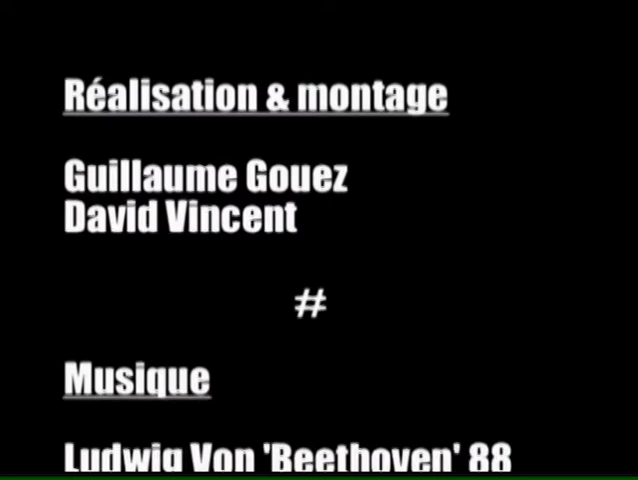 Réalisation & montage
Guillaume Gouez
David Vincent
#
Musique
Ludwig Von 'Beethoven' 88